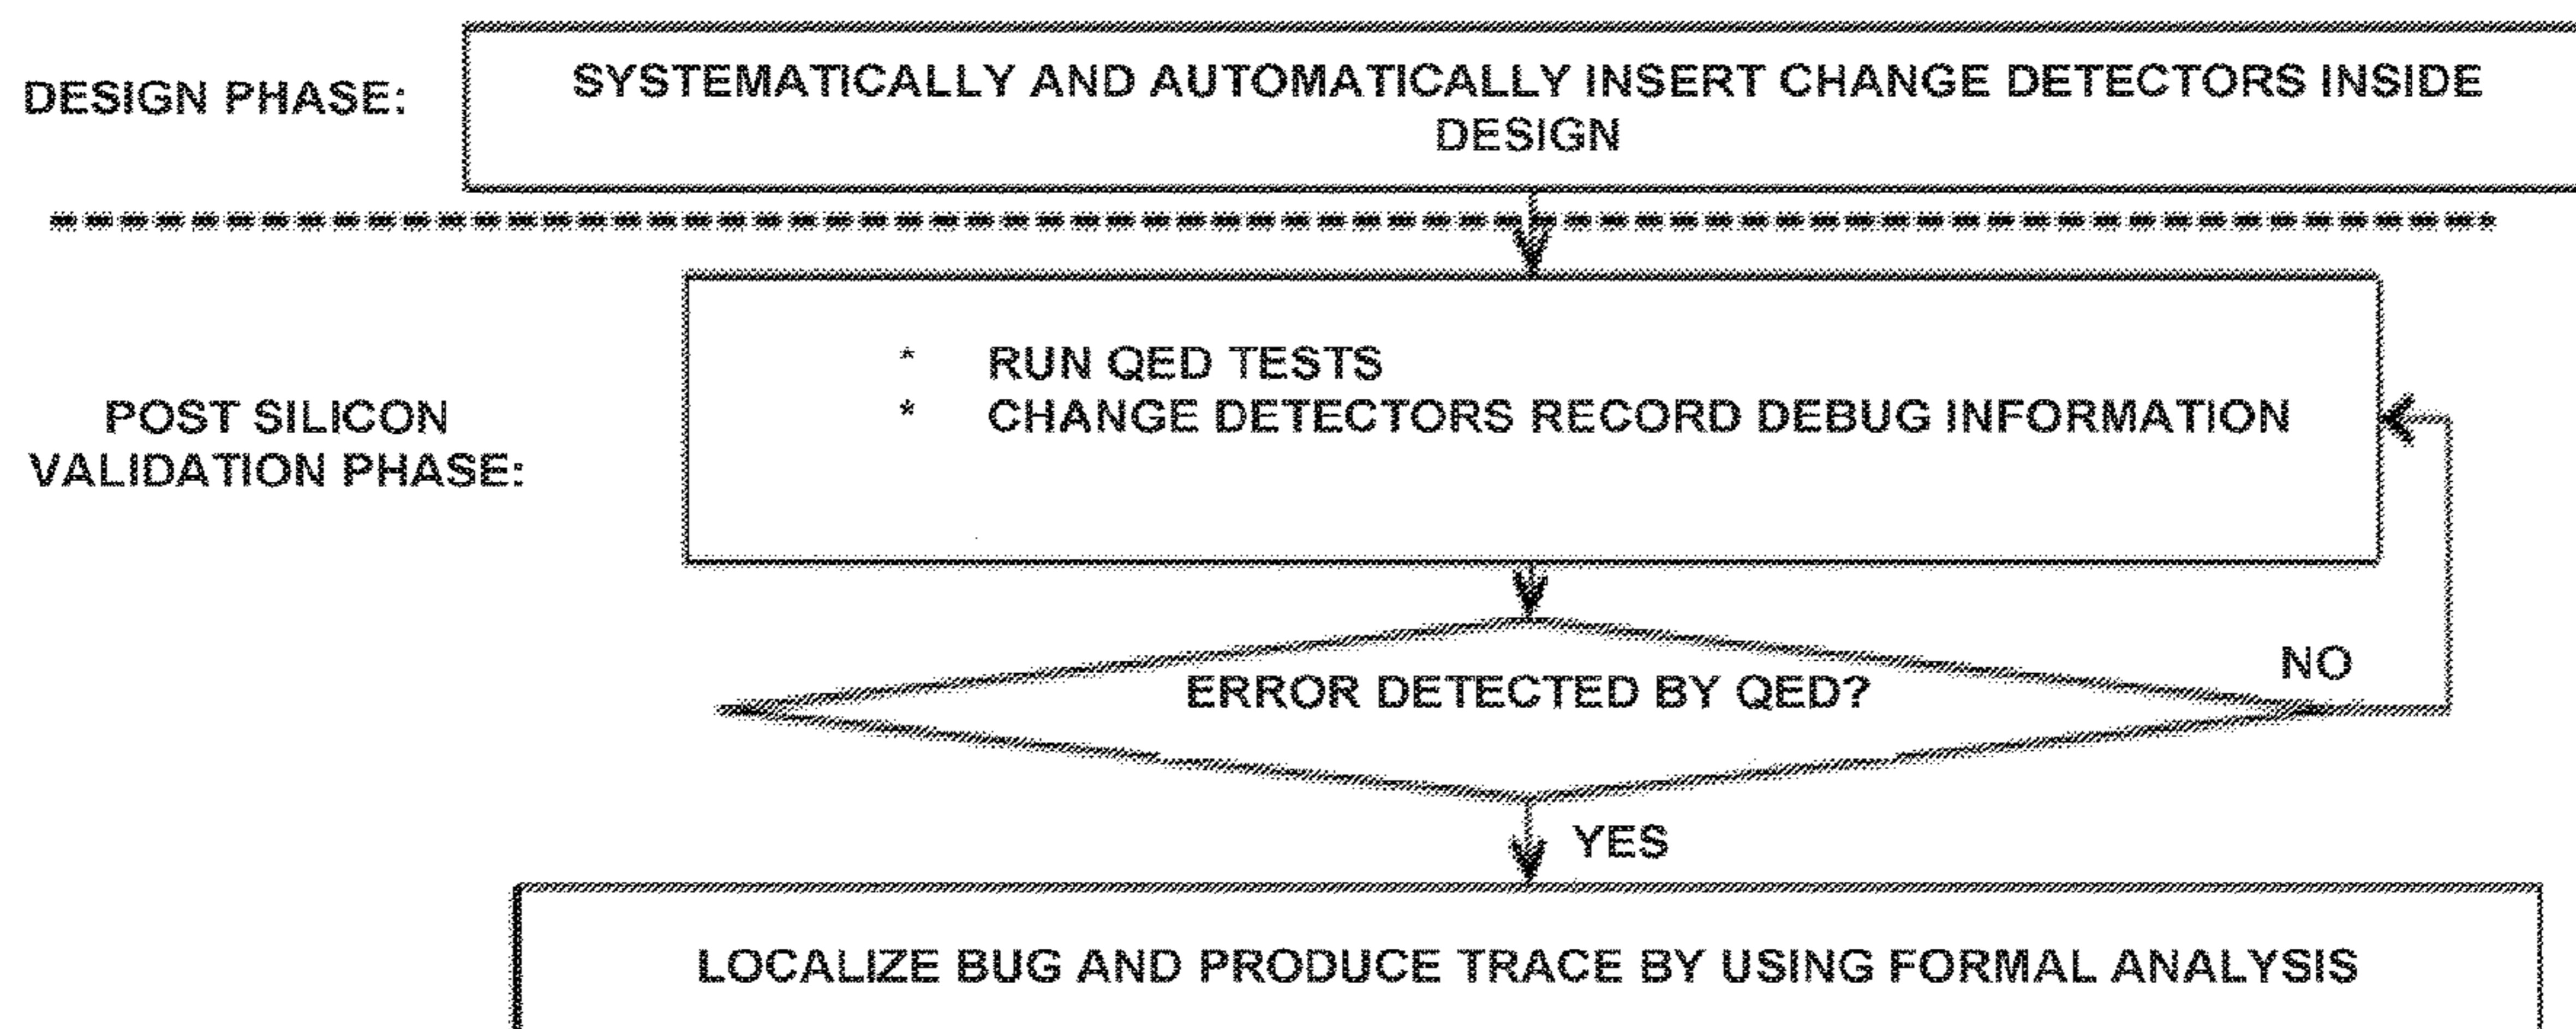 DESIGN PHASE:
SYSTEMATICALLY AND AUTOMATICALLY INSERT CHANGE DETECTORS INSIDE
DESIGN
* RUN QED TESTS
* CHANGE DETECTORS RECORD DEBUG INFORMATION
POST SILICON
VALIDATION PHASE:
ERROR DETECTED BY QED?
NO
YES
LOCALIZE BUG AND PRODUCE TRACE BY USING FORMAL ANALYSIS